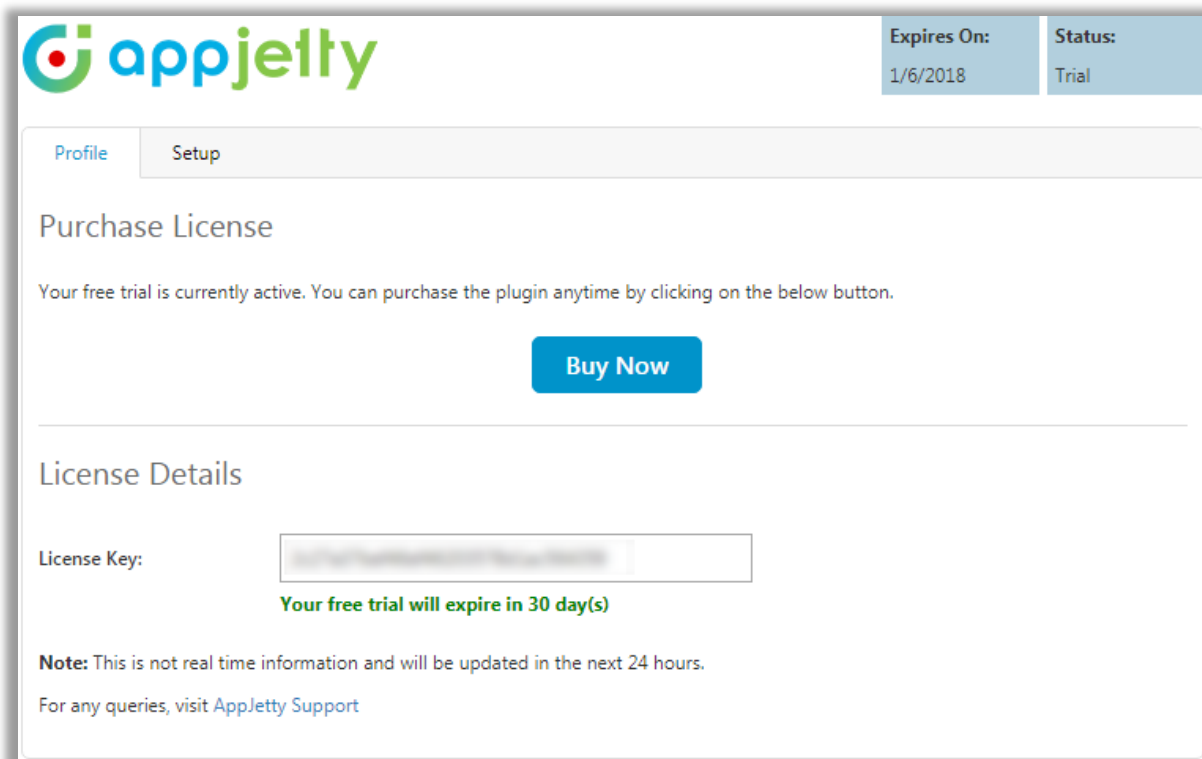 appjetty
Expires On:
1/6/2018
Status:
Trial
Profile
Setup
Purchase License
Your free trial is currently active. You can purchase the plugin anytime by clicking on the below button.
Buy Now
License Details
License Key:
Your free trial will expire in 30 day(s)
Note: This is not real time information and will be updated in the next 24 hours.
For any queries, visit AppJetty Support